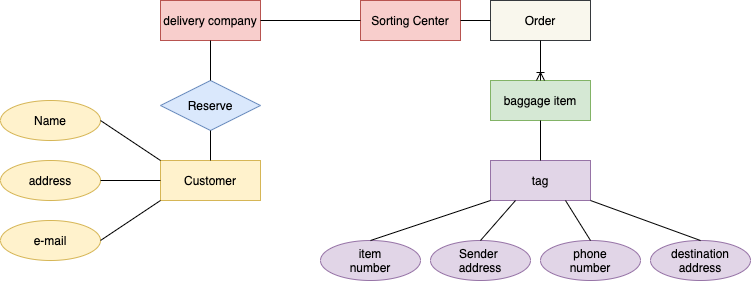 delivery company
Sorting Center
Order
Reserve
baggage item
Name
address
Customer
tag
e-mail
item
number
Sender
address
phone
number
destination
address